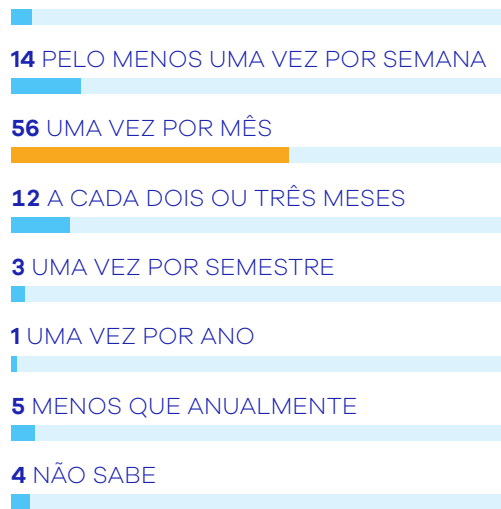 14 PELO MENOS UMA VEZ POR SEMANA
56 UMA VEZ POR MÊS
12 A CADA DOIS OU TRÊS MESES
3 UMA VEZ POR SEMESTRE
1 UMA VEZ POR ANO
5 MENOS QUE ANUALMENTE
4 NÃO SABE